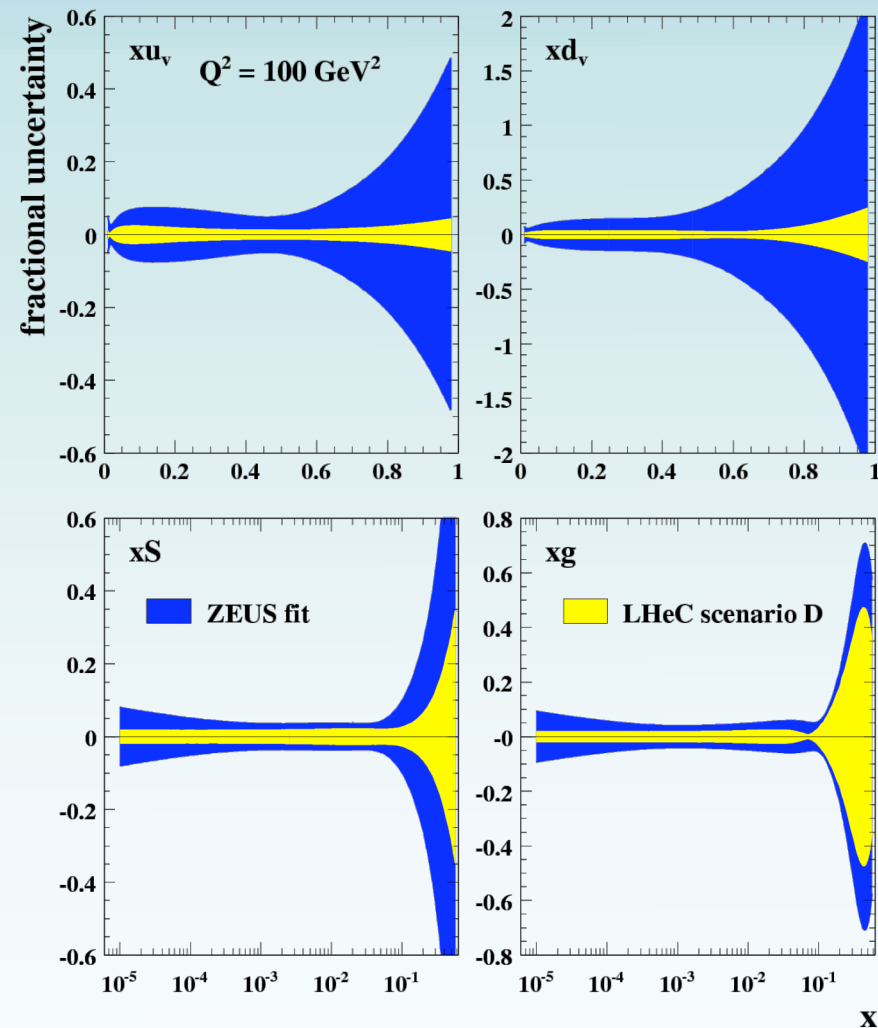 fractional uncertainty
xuᵥ
Q² = 100 GeV²
0.6
0.4
0.2
0
-0.2
-0.4
-0.6
0 0.2 0.4 0.6 0.8 1
xdᵥ
2
1.5
1
0.5
0
-0.5
-1
-1.5
-2
0 0.2 0.4 0.6 0.8 1
xS
ZEUS fit
0.6
0.4
0.2
0
-0.2
-0.4
-0.6
10⁻⁵ 10⁻⁴ 10⁻³ 10⁻² 10⁻¹
xg
LHeC scenario D
0.8
0.6
0.4
0.2
-0
-0.2
-0.4
-0.6
-0.8
10⁻⁵ 10⁻⁴ 10⁻³ 10⁻² 10⁻¹
x